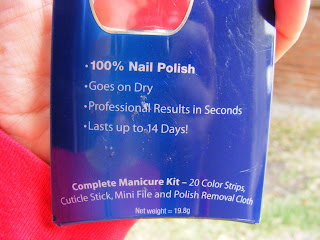 •100% Nail Polish
•Goes on Dry
•Professional Results in Seconds
•Lasts up to 14 Days!
Complete Manicure Kit – 20 Color Strips,
Cuticle Stick, Mini File and Polish Removal Cloth
Net weight = 19.8g